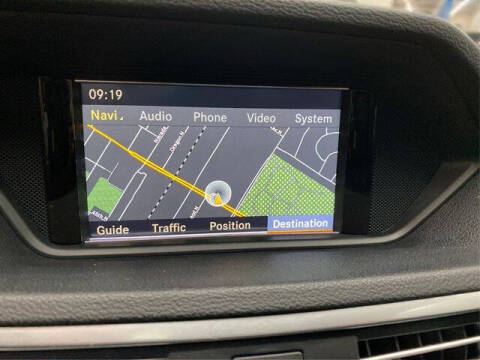 09:19
Navi Audio Phone Video System
Guide Traffic Position Destination